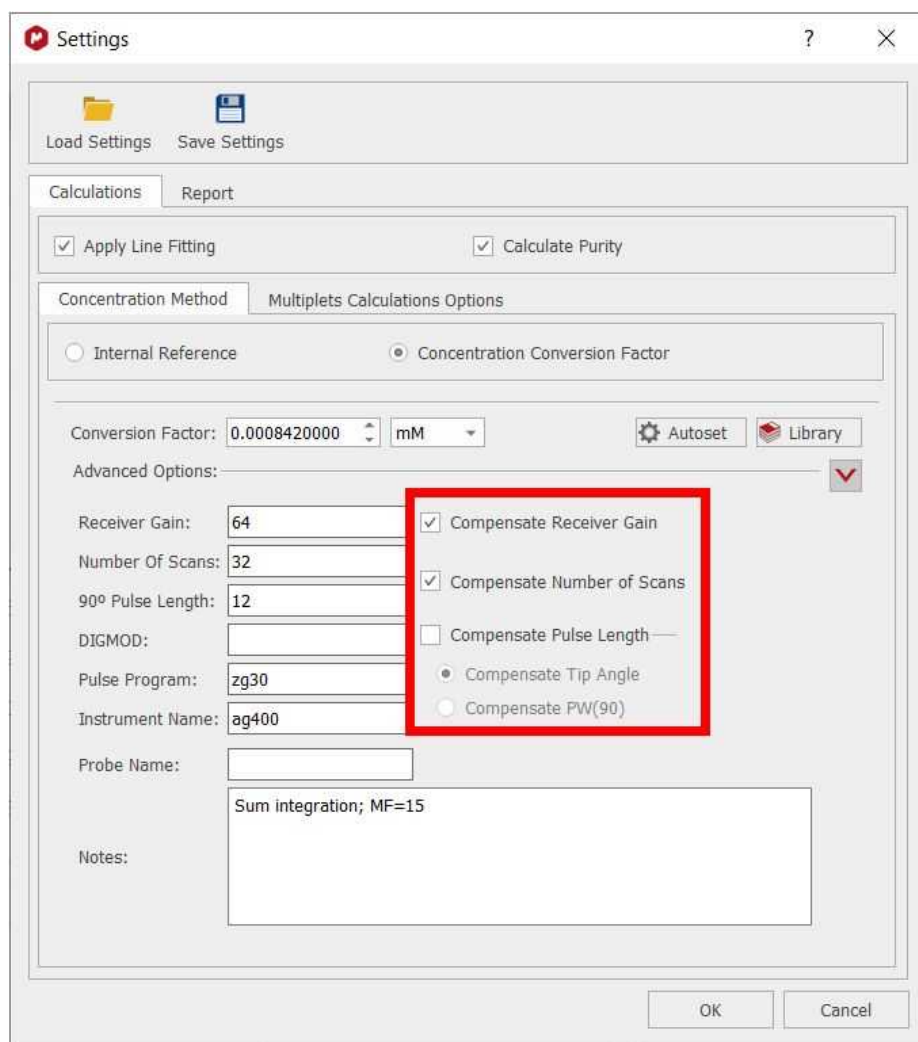 Settings
?
Load Settings Save Settings
Calculations Report
Apply Line Fitting Calculate Purity
Concentration Method Multiplets Calculations Options
Internal Reference Concentration Conversion Factor
Conversion Factor: 0.0008420000 mM Autoset Library
Advanced Options:
Receiver Gain: 64 Compensate Receiver Gain
Number Of Scans: 32 Compensate Number of Scans
90º Pulse Length: 12
DIGMOD: Compensate Pulse Length
Pulse Program: zg30 Compensate Tip Angle
Instrument Name: ag400 Compensate PW(90)
Probe Name:
Sum integration; MF=15
Notes:
OK Cancel